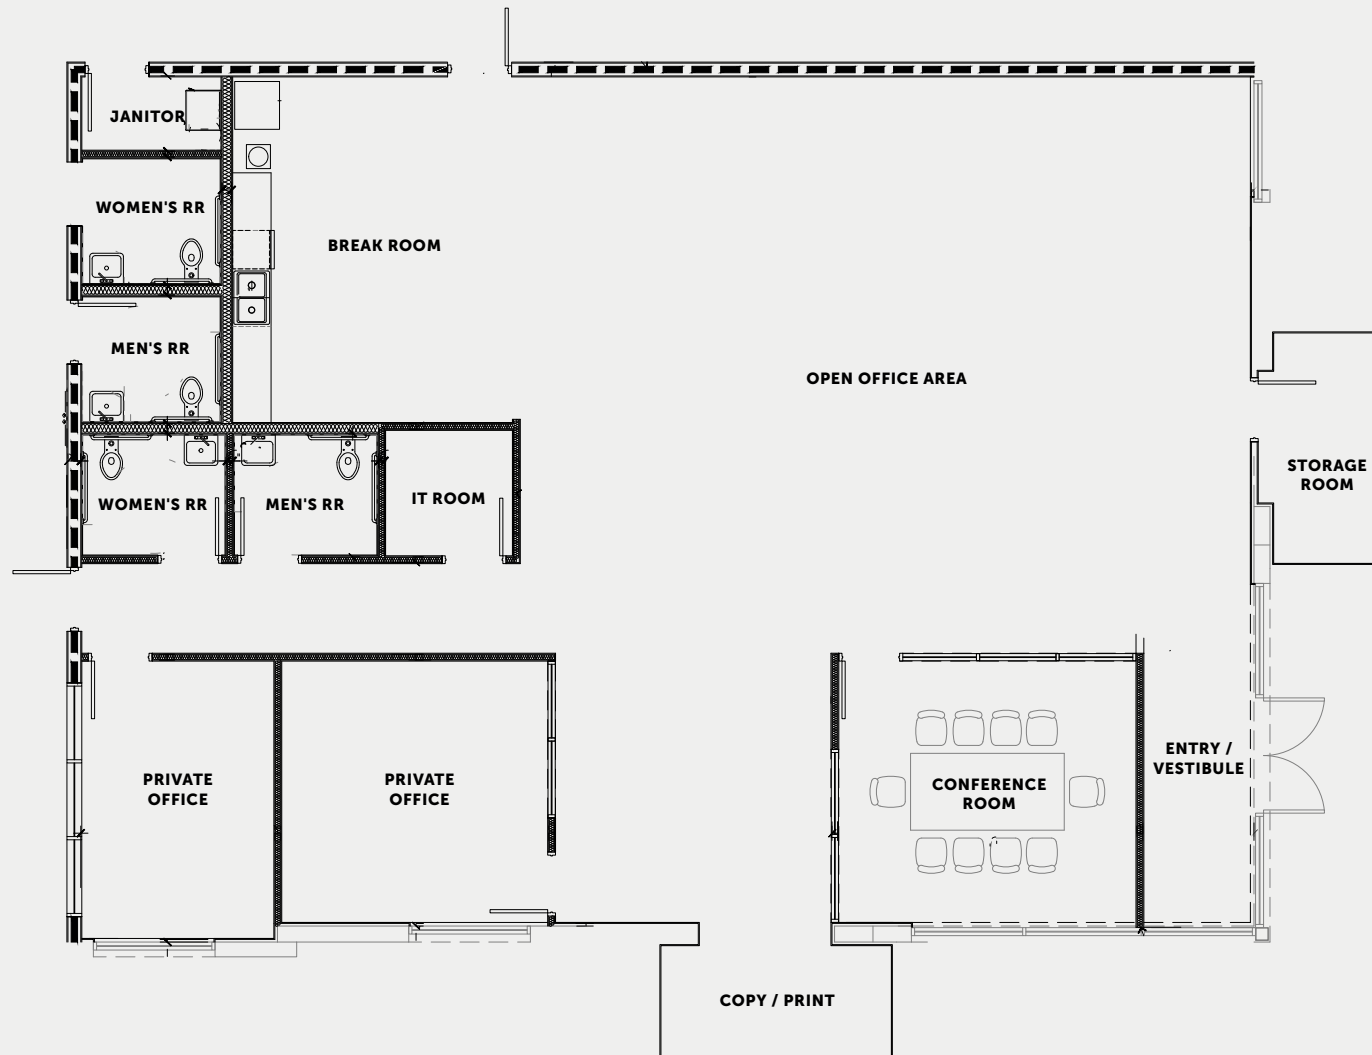 JANITOR
WOMEN'S RR
BREAK ROOM
MEN'S RR
OPEN OFFICE AREA
STORAGE
ROOM
WOMEN'S RR
MEN'S RR
IT ROOM
PRIVATE
OFFICE
PRIVATE
OFFICE
CONFERENCE
ROOM
ENTRY /
VESTIBULE
COPY / PRINT